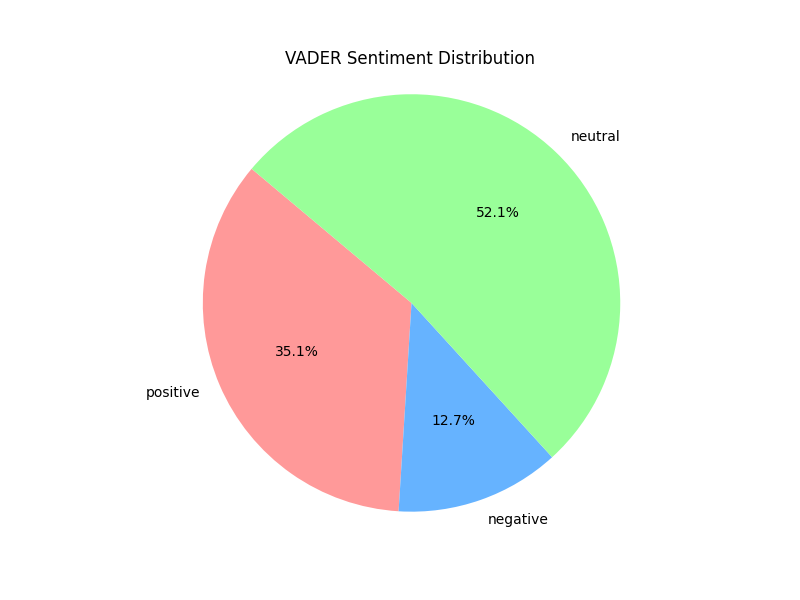 VADER Sentiment Distribution
neutral
52.1%
35.1%
positive
12.7%
negative